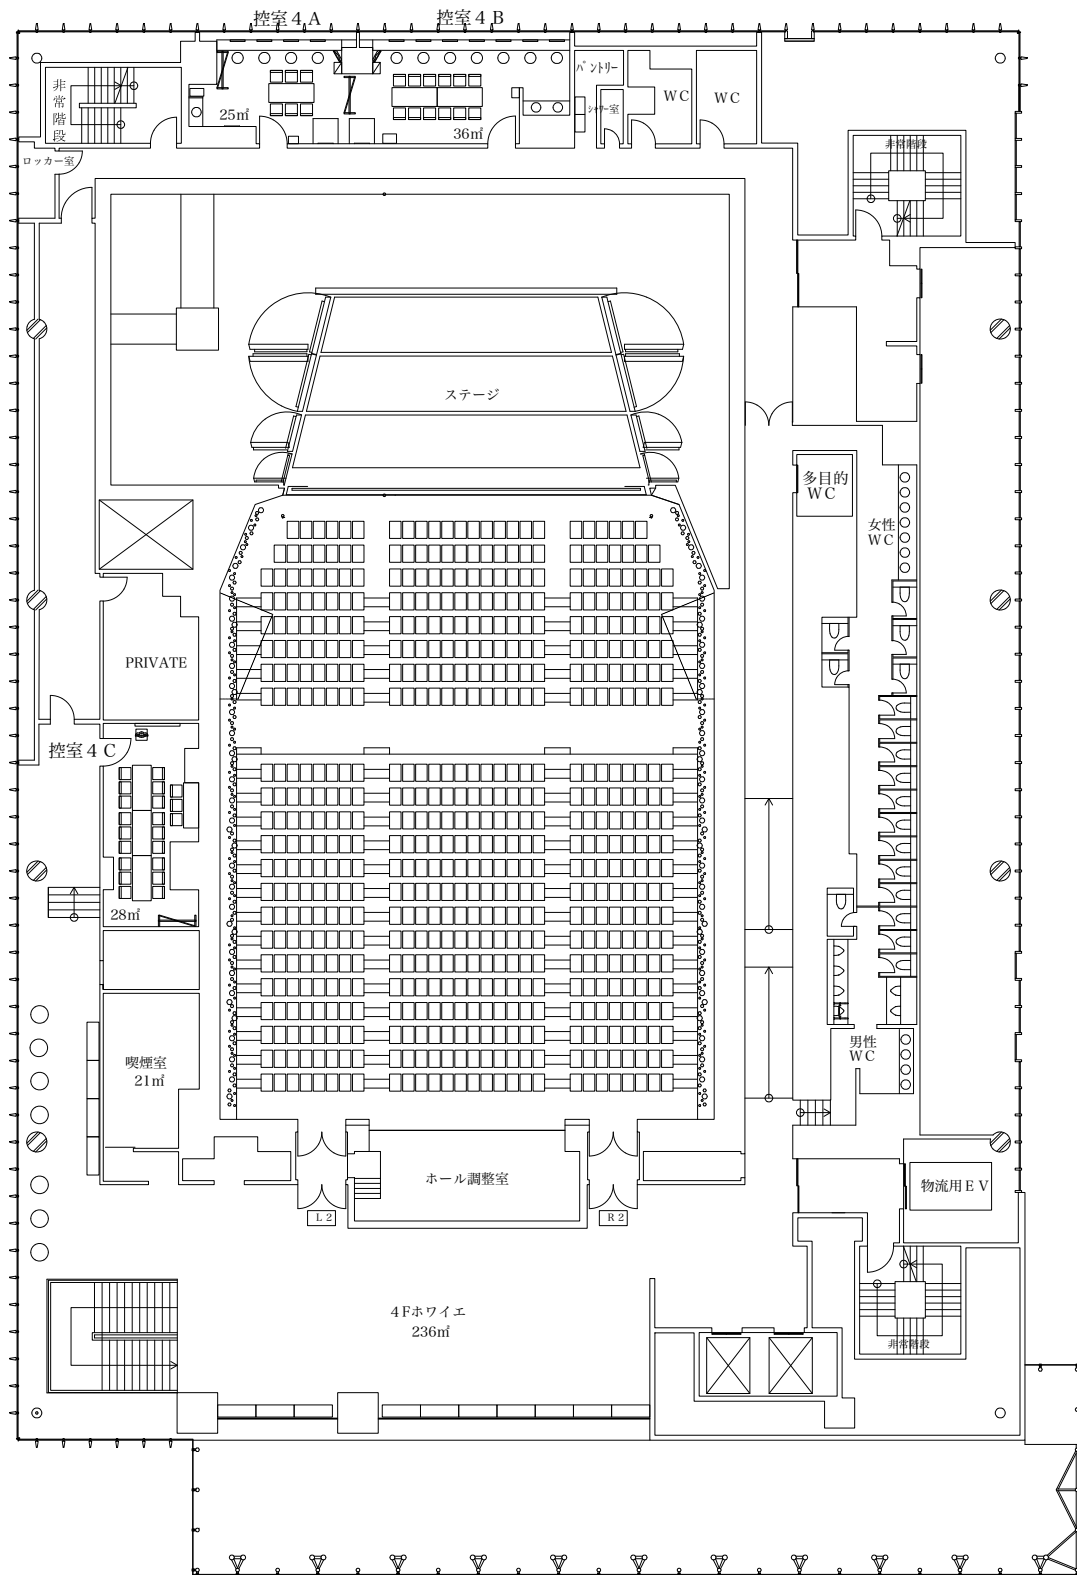 控室４A
控室４B
非常階段
25㎡
36㎡
パントリー
シャワー室
WC
WC
ロッカー室
非常階段
ステージ
多目的
WC
女性
WC
PRIVATE
控室４C
28㎡
喫煙室
21㎡
男性
WC
ホール調整室
物流用ＥＶ
L 2
R 2
４Fホワイエ
236㎡
非常階段